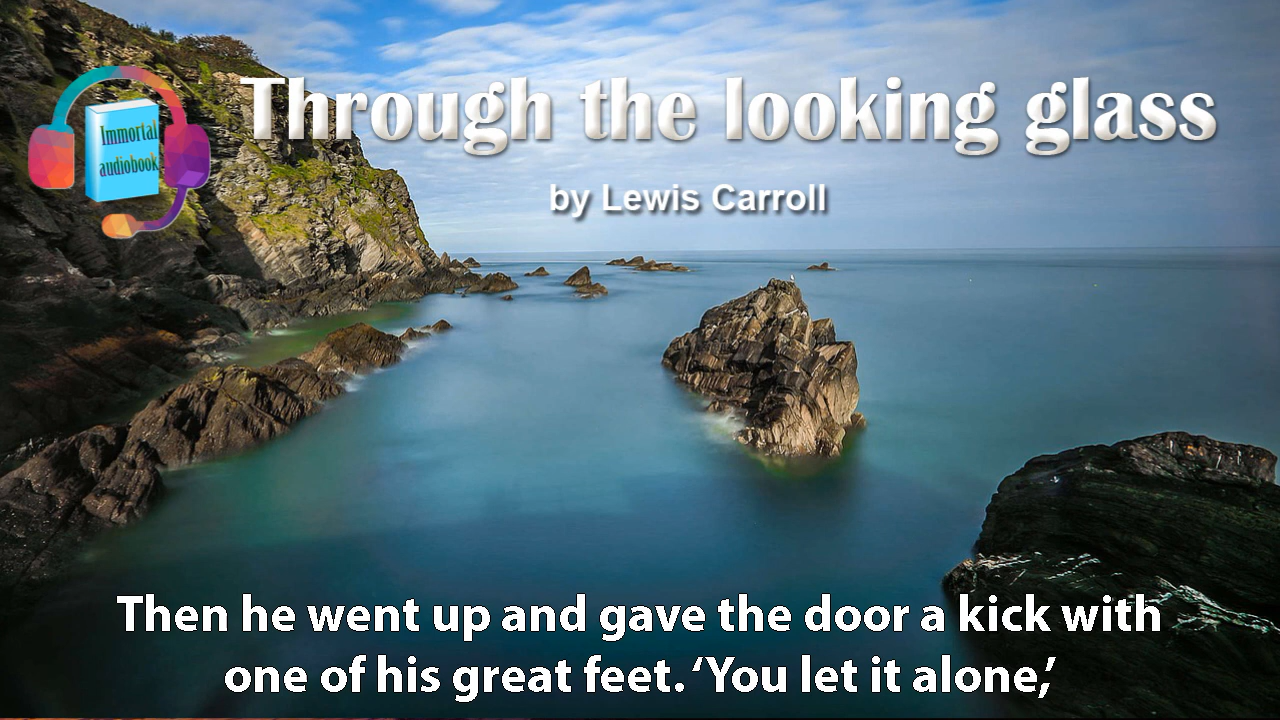 Through the looking glass
by Lewis Carroll
Immortal
audiobook
Then he went up and gave the door a kick with
one of his great feet. ‘You let it alone,’